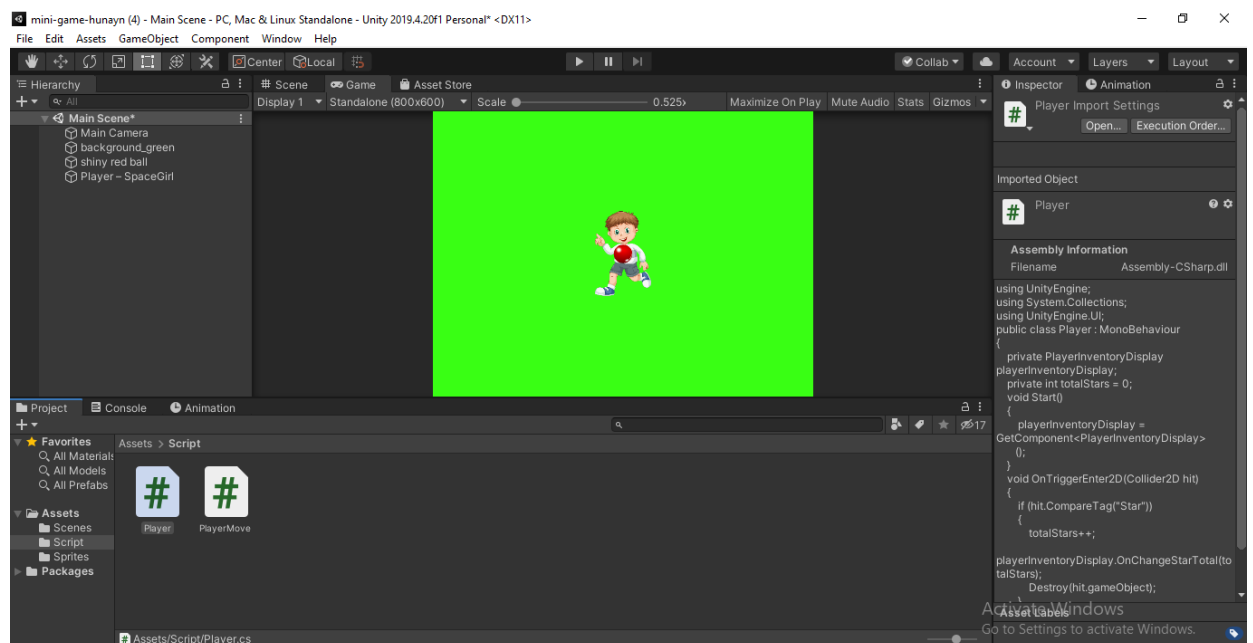 mini-game-hunayn (4) - Main Scene - PC, Mac & Linux Standalone - Unity 2019.4.20f1 Personal* <DX11>
File Edit Assets GameObject Component Window Help
Center Local Collab Account Layers Layout
Hierarchy
All
Main Scene*
Main Camera
background_green
shiny red ball
Player – SpaceGirl
Scene Game Asset Store
Display 1 Standalone (800x600) Scale 0.525x Maximize On Play Mute Audio Stats Gizmos
Inspector Animation
Player Import Settings
Open... Execution Order...
Imported Object
Player
Assembly Information
Filename Assembly-CSharp.dll
using UnityEngine;
using System.Collections;
using UnityEngine.UI;
public class Player : MonoBehaviour
{
private PlayerInventoryDisplay
playerInventoryDisplay;
private int totalStars = 0;
void Start()
{
playerInventoryDisplay =
GetComponent<PlayerInventoryDisplay>
();
}
void OnTriggerEnter2D(Collider2D hit)
{
if (hit.CompareTag("Star"))
{
totalStars++;
playerInventoryDisplay.OnChangeStarTotal(to
talStars);
Destroy(hit.gameObject);
}
Asset Labels
Project Console Animation
17
Favorites
All Materials
All Models
All Prefabs
Assets
Scenes
Script
Sprites
Packages
Assets > Script
Player PlayerMove
Assets/Script/Player.cs
Activate Windows
Go to Settings to activate Windows.